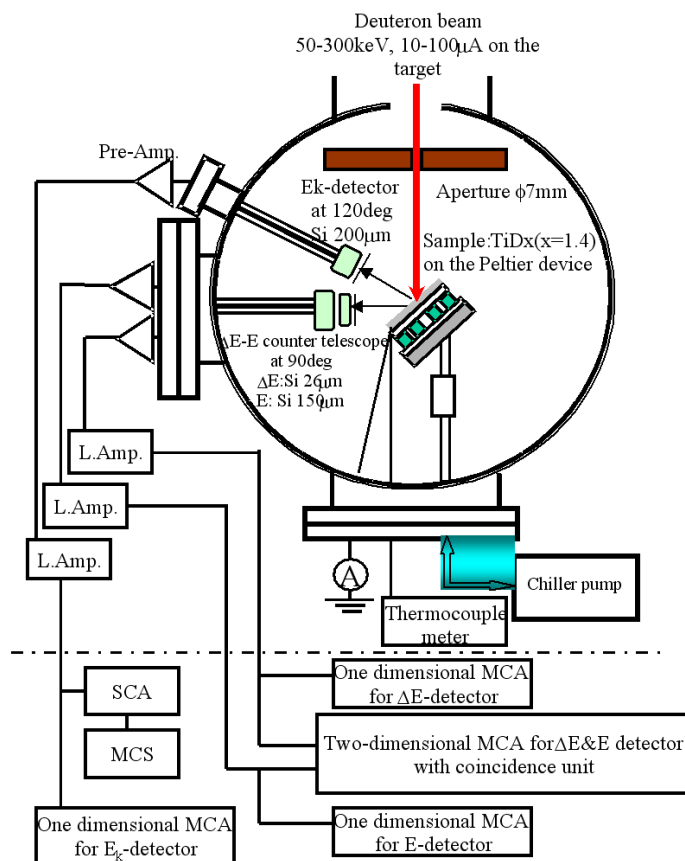 Deuteron beam
50-300keV, 10-100μA on the
target
Pre-Amp.
Ek-detector
at 120deg
Si 200μm
Aperture ϕ7mm
Sample:TiDx(x=1.4)
on the Peltier device
ΔE-E counter telescope
at 90deg
ΔE:Si 26μm
E: Si 150μm
L.Amp.
L.Amp.
L.Amp.
A
Chiller pump
Thermocouple
meter
One dimensional MCA
for ΔE-detector
SCA
MCS
Two-dimensional MCA forΔE&E detector
with coincidence unit
One dimensional MCA
for Ek-detector
One dimensional MCA
for E-detector